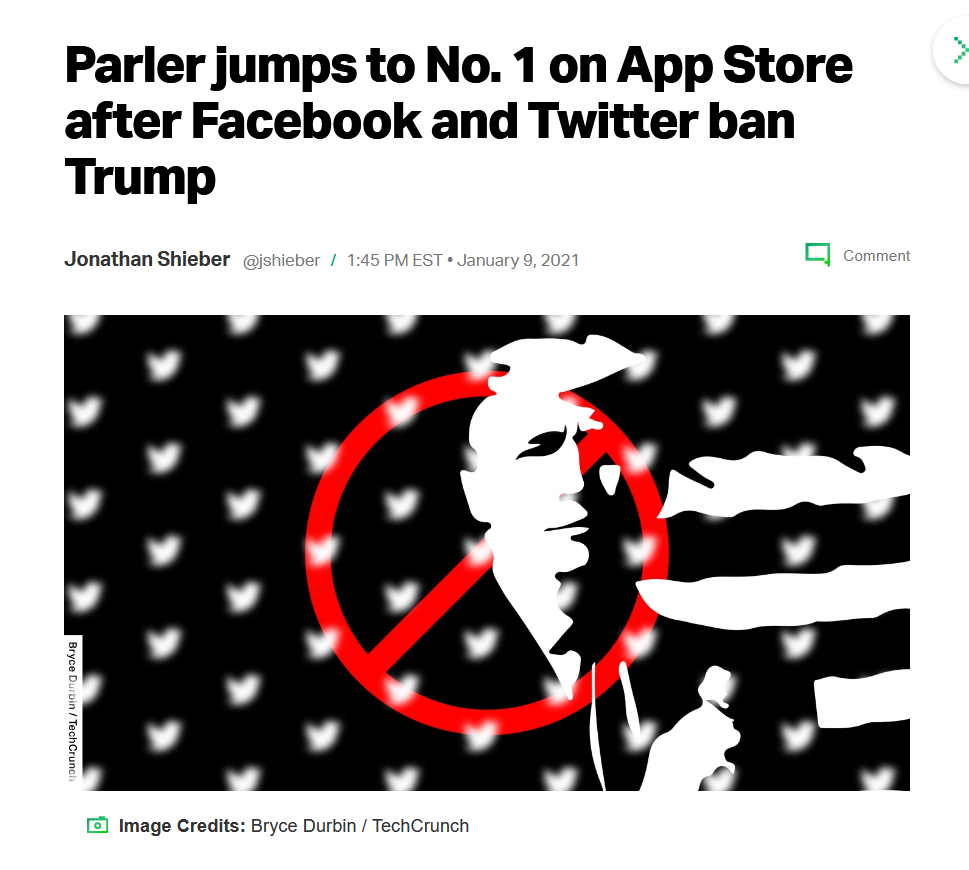 Parler jumps to No. 1 on App Store
after Facebook and Twitter ban
Trump
Jonathan Shieber @jshieber / 1:45 PM EST • January 9, 2021
Comment
Bryce Durbin / TechCrunch
Image Credits: Bryce Durbin / TechCrunch